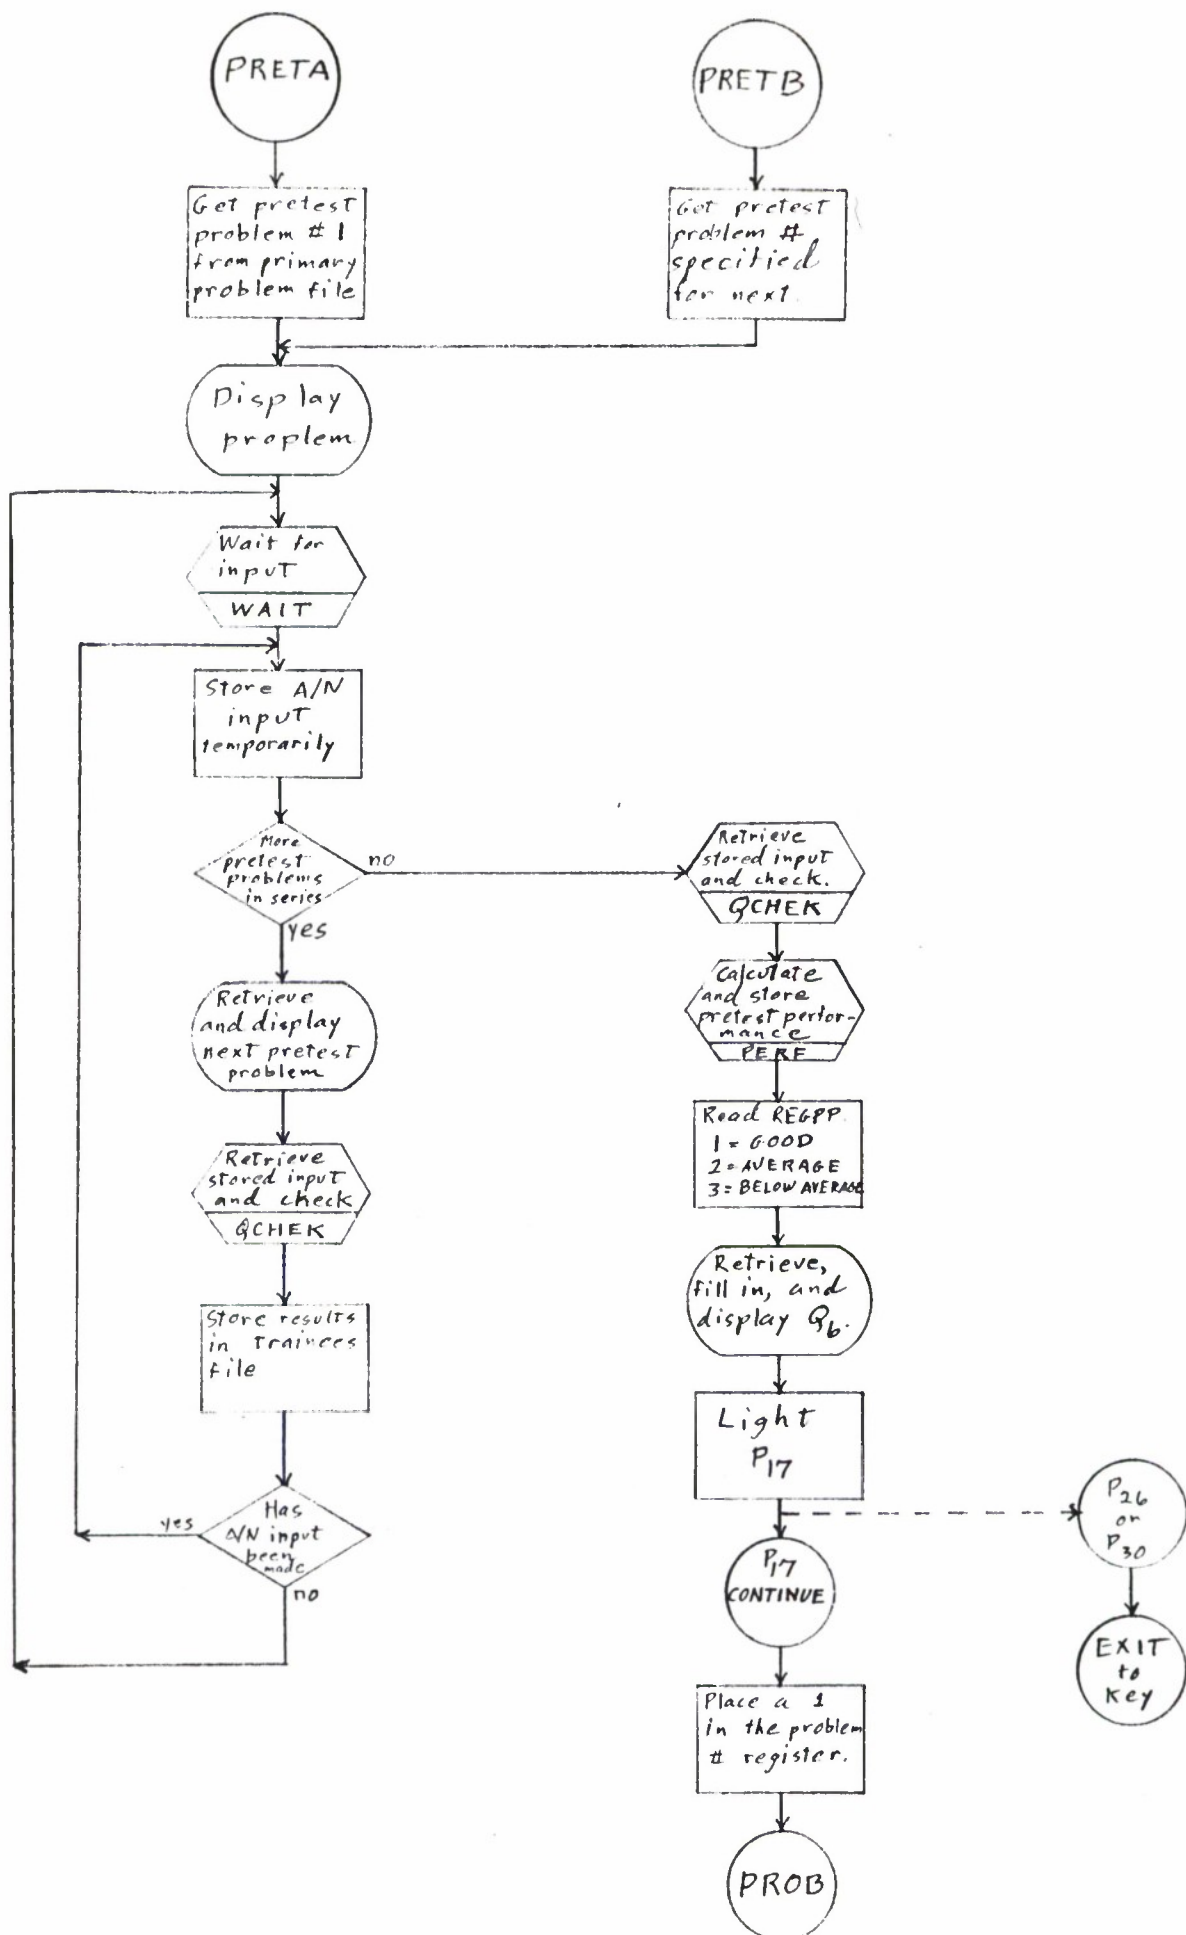 PRETA
PRETB
Get pretest
problem # 1
from primary
problem file
Get pretest
problem #
specified
for next.
Display
proplem
Wait for
input
WAIT
Store A/N
input
temporarily
More
pretest
problems
in series
no
yes
Retrieve
and display
next pretest
problem
Retrieve
stored input
and check
QCHEK
Store results
in Trainees
file
Has
A/N input
been
made
yes
no
Retrieve
stored input
and check.
QCHEK
Calculate
and store
pretest perfor-
mance
PERF
Read REGPP.
1 = GOOD
2 = AVERAGE
3 = BELOW AVERAGE
Retrieve,
fill in, and
display Q6.
Light
P17
P26
or
P30
P17
CONTINUE
EXIT
to
Key
Place a 1
in the problem
# register.
PROB